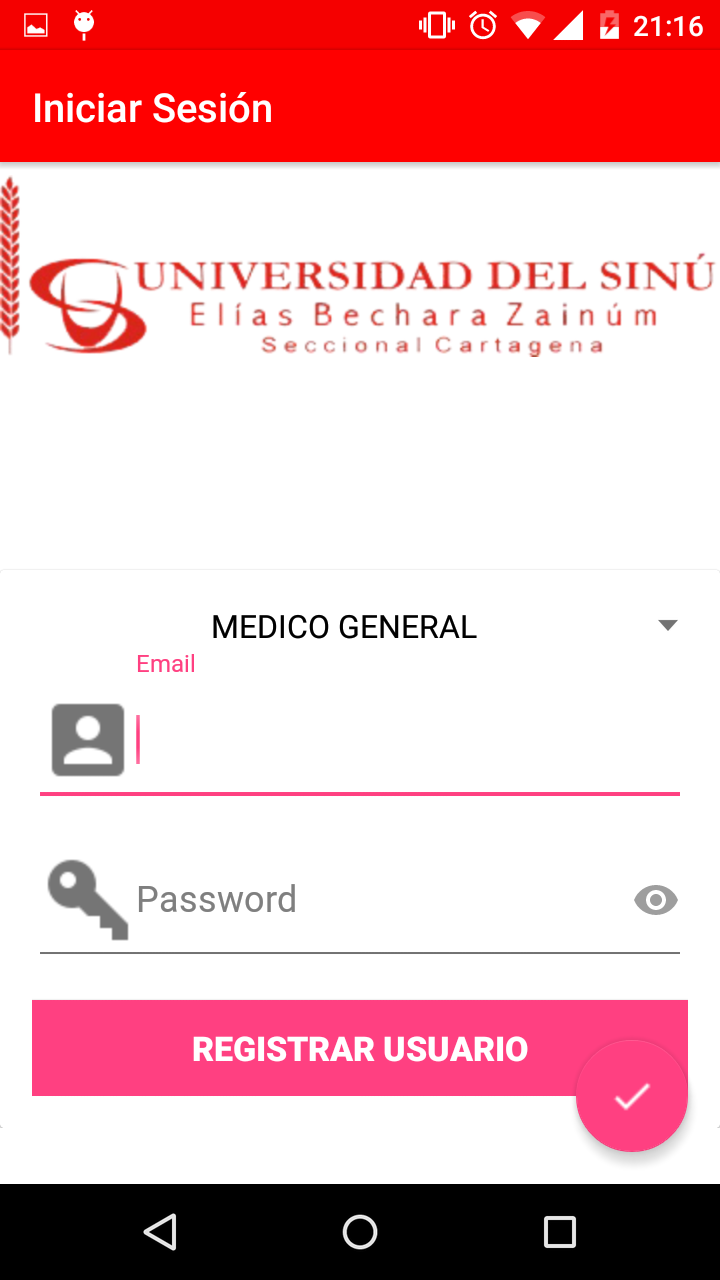 21:16
Iniciar Sesión
UNIVERSIDAD DEL SINÚ
Elías Bechara Zainúm
Seccional Cartagena
MEDICO GENERAL
Email
Password
REGISTRAR USUARIO